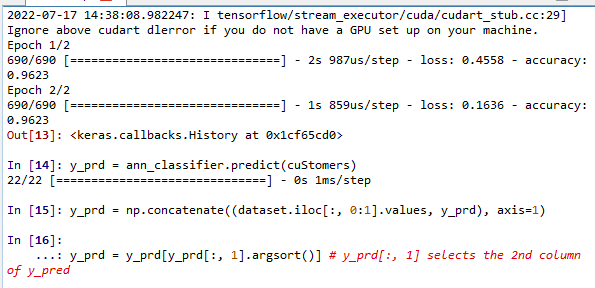 2022-07-17 14:38:08.982247: I tensorflow/stream_executor/cuda/cudart_stub.cc:29]
Ignore above cudart dlerror if you do not have a GPU set up on your machine.
Epoch 1/2
690/690 [==============================] - 2s 987us/step - loss: 0.4558 - accuracy:
0.9623
Epoch 2/2
690/690 [==============================] - 1s 859us/step - loss: 0.1636 - accuracy:
0.9623
Out[13]: <keras.callbacks.History at 0x1cf65cd0>
In [14]: y_prd = ann_classifier.predict(cuStomers)
22/22 [==============================] - 0s 1ms/step
In [15]: y_prd = np.concatenate((dataset.iloc[:, 0:1].values, y_prd), axis=1)
In [16]:
...: y_prd = y_prd[y_prd[:, 1].argsort()] # y_prd[:, 1] selects the 2nd column
of y_pred